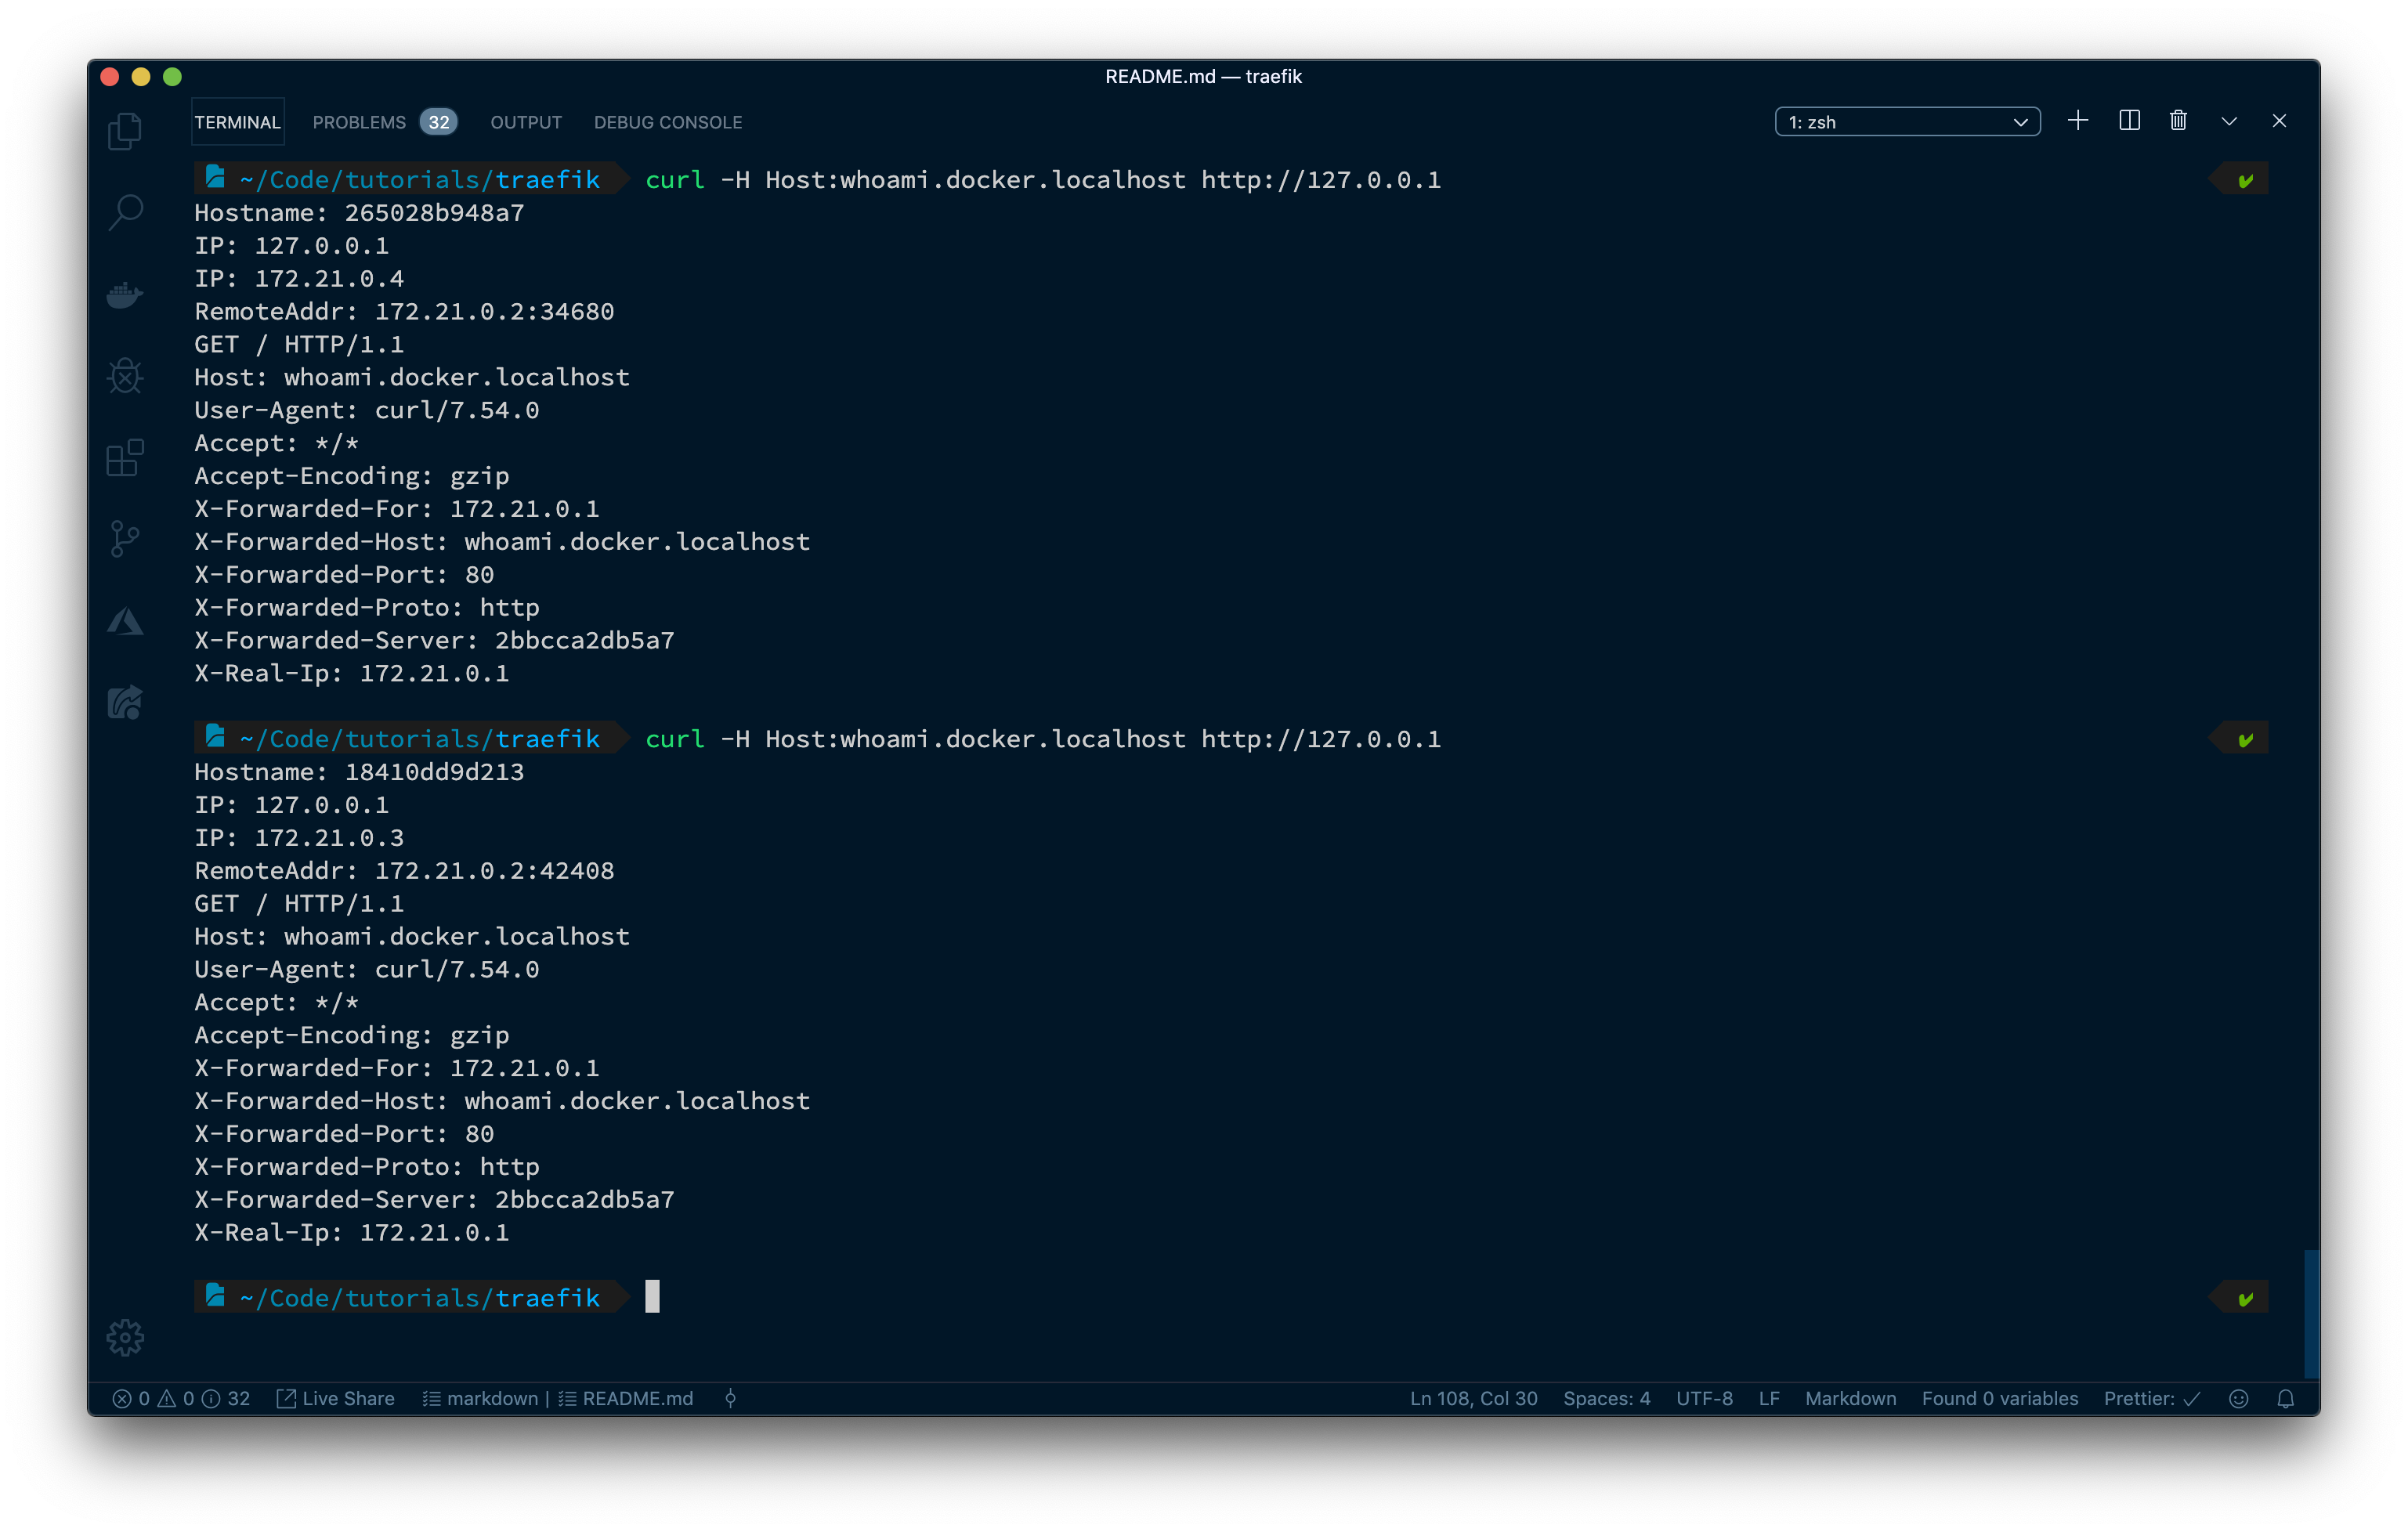 README.md — traefik
TERMINAL PROBLEMS 32 OUTPUT DEBUG CONSOLE 1: zsh
~/Code/tutorials/traefik curl -H Host:whoami.docker.localhost http://127.0.0.1
Hostname: 265028b948a7
IP: 127.0.0.1
IP: 172.21.0.4
RemoteAddr: 172.21.0.2:34680
GET / HTTP/1.1
Host: whoami.docker.localhost
User-Agent: curl/7.54.0
Accept: */*
Accept-Encoding: gzip
X-Forwarded-For: 172.21.0.1
X-Forwarded-Host: whoami.docker.localhost
X-Forwarded-Port: 80
X-Forwarded-Proto: http
X-Forwarded-Server: 2bbcca2db5a7
X-Real-Ip: 172.21.0.1
~/Code/tutorials/traefik curl -H Host:whoami.docker.localhost http://127.0.0.1
Hostname: 18410dd9d213
IP: 127.0.0.1
IP: 172.21.0.3
RemoteAddr: 172.21.0.2:42408
GET / HTTP/1.1
Host: whoami.docker.localhost
User-Agent: curl/7.54.0
Accept: */*
Accept-Encoding: gzip
X-Forwarded-For: 172.21.0.1
X-Forwarded-Host: whoami.docker.localhost
X-Forwarded-Port: 80
X-Forwarded-Proto: http
X-Forwarded-Server: 2bbcca2db5a7
X-Real-Ip: 172.21.0.1
~/Code/tutorials/traefik
0 0 32 Live Share markdown | README.md Ln 108, Col 30 Spaces: 4 UTF-8 LF Markdown Found 0 variables Prettier: ✓